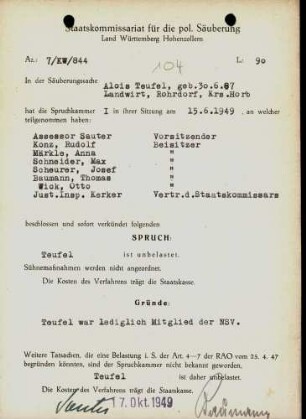 Staatskommissariat für die pol. Säuberung
Land Württemberg Hohenzollern
Az.: 7/KW/844
104
L 90
In der Säuberungssache:
Alois Teufel, geb.30.6.87
Landwirt, Rohrdorf, Krs.Horb
hat die Spruchkammer I in ihrer Sitzung am 15.6.1949 an welcher
teilgenommen haben:
Assessor Sauter Vorsitzender
Konz, Rudolf Beisitzer
Märkle, Anna "
Schneider, Max "
Scheurer, Josef "
Baumann, Thomas "
Wick, Otto "
Just.Insp. Kerker Vertr.d.Staatskommissars
beschlossen und sofort verkündet folgenden
SPRUCH:
Teufel ist unbelastet.
Sühnemaßnahmen werden nicht angeordnet.
Die Kosten des Verfahrens trägt die Staatskasse.
Gründe:
Teufel war lediglich Mitglied der NSV.
Weitere Tatsachen, die eine Belastung i. S. der Art. 4—7 der RAO vom 25. 4. 47
begründen könnten, sind der Spruchkammer nicht bekannt geworden.
Teufel ist daher unbelastet.
Die Kosten des Verfahrens trägt die Staatskasse.
Sauter 17. Okt. 1949